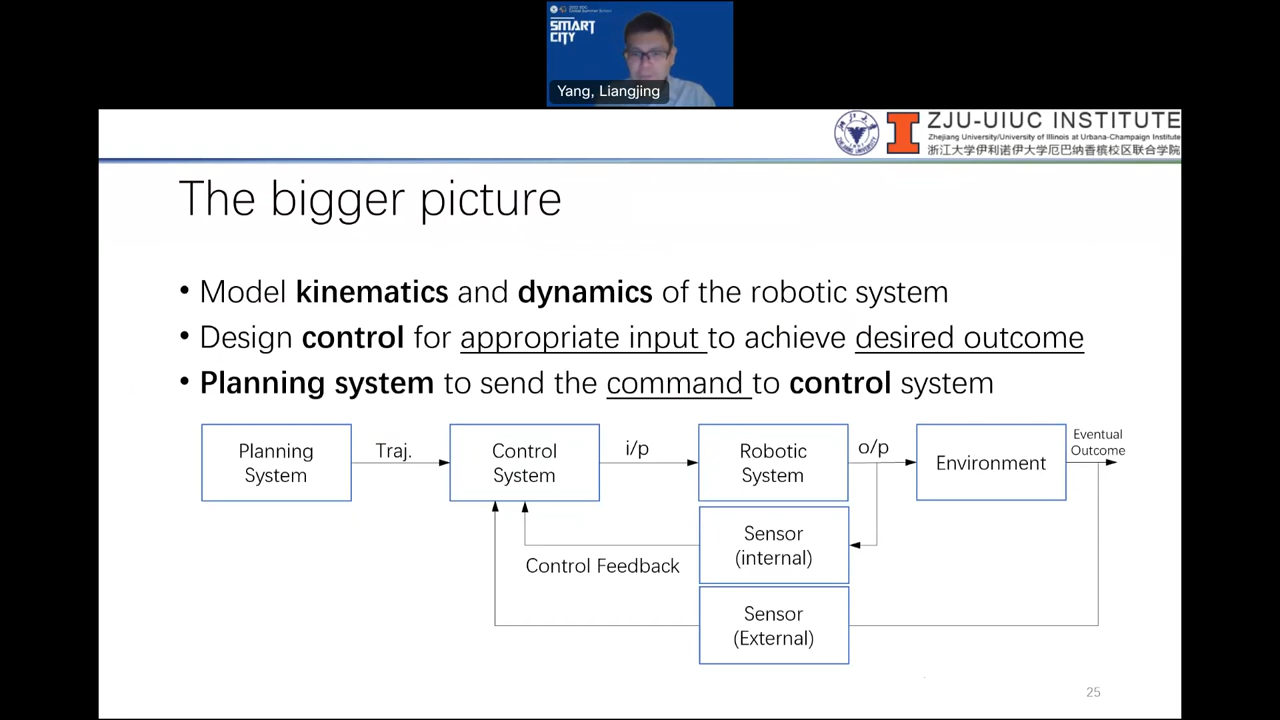 SMART
CITY
Yang, Liangjing
ZJU-UIUC INSTITUTE
Zhejiang University/University of Illinois at Urbana-Champaign Institute
浙江大学伊利诺伊大学厄巴纳香槟校区联合学院
The bigger picture
• Model kinematics and dynamics of the robotic system
• Design control for appropriate input to achieve desired outcome
• Planning system to send the command to control system
Planning
System
Traj.
Control
System
i/p
Robotic
System
o/p
Environment
Eventual
Outcome
Sensor
(internal)
Control Feedback
Sensor
(External)
25